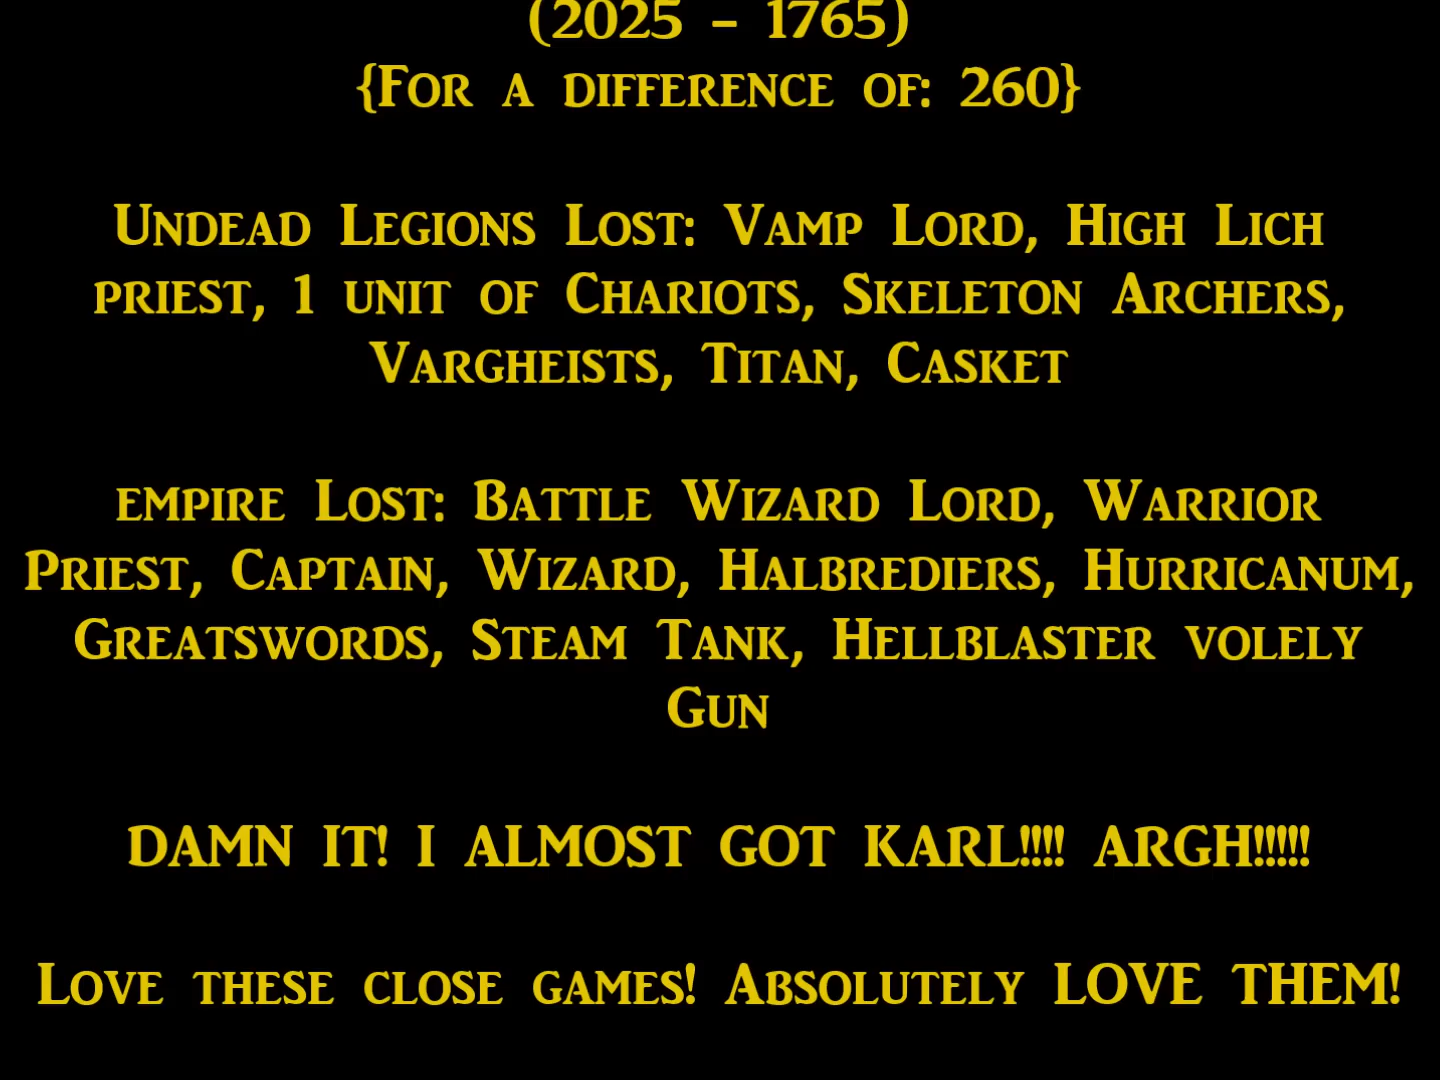 (2025 – 1765)
{For a difference of: 260}
Undead Legions Lost: Vamp Lord, High Lich
priest, 1 unit of Chariots, Skeleton Archers,
Vargheists, Titan, Casket
empire Lost: Battle Wizard Lord, Warrior
Priest, Captain, Wizard, Halbrediers, Hurricanum,
Greatswords, Steam Tank, Hellblaster volely
Gun
DAMN IT! I ALMOST GOT KARL!!!! ARGH!!!!!
Love these close games! Absolutely LOVE THEM!